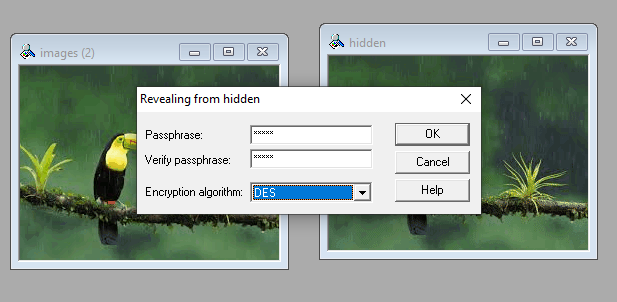 images (2)
hidden
Revealing from hidden
Passphrase:
*****
OK
Verify passphrase:
*****
Cancel
Encryption algorithm:
DES
Help